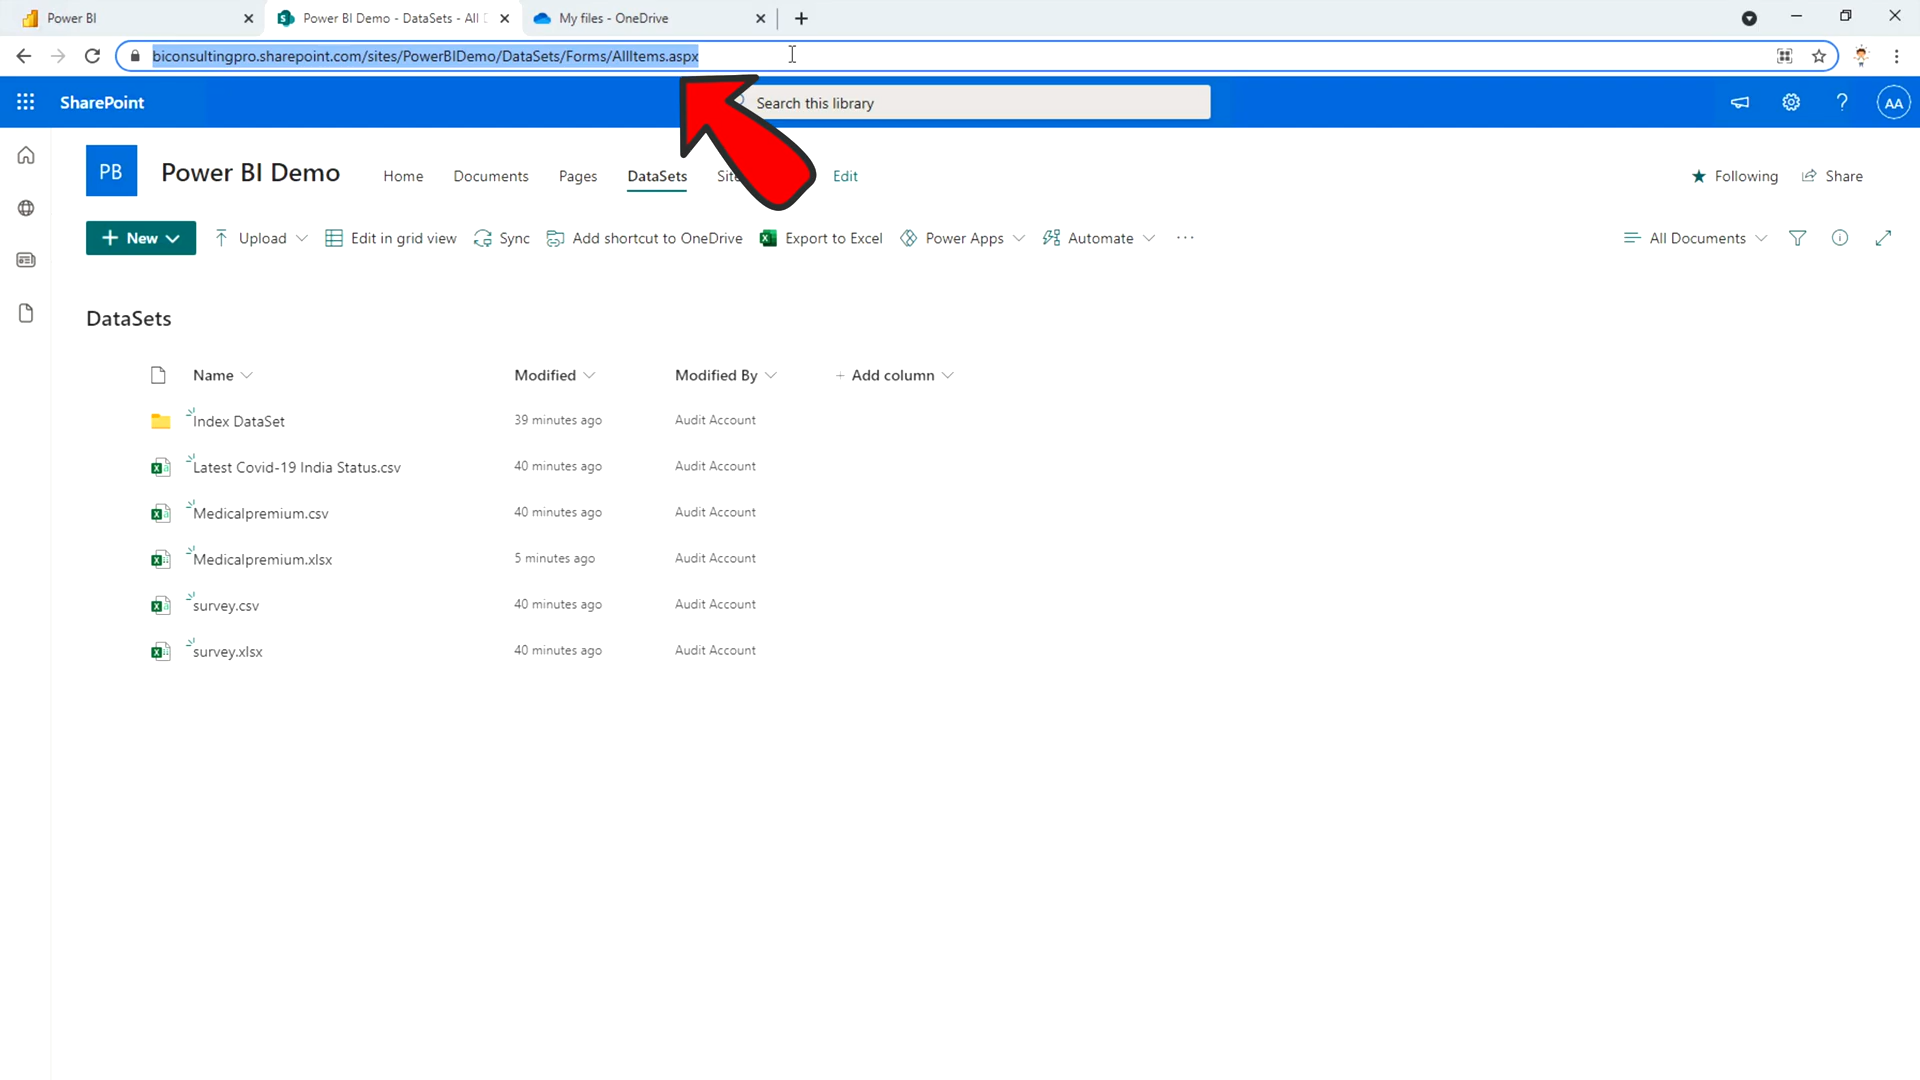 Power BI
Power BI Demo - DataSets - All
My files - OneDrive
biconsultingpro.sharepoint.com/sites/PowerBIDemo/DataSets/Forms/AllItems.aspx
SharePoint
Search this library
AA
PB
Power BI Demo
Home
Documents
Pages
DataSets
Edit
Following
Share
New
Upload
Edit in grid view
Sync
Add shortcut to OneDrive
Export to Excel
Power Apps
Automate
All Documents
DataSets
Name
Modified
Modified By
Add column
Index DataSet
39 minutes ago
Audit Account
Latest Covid-19 India Status.csv
40 minutes ago
Audit Account
Medicalpremium.csv
40 minutes ago
Audit Account
Medicalpremium.xlsx
5 minutes ago
Audit Account
survey.csv
40 minutes ago
Audit Account
survey.xlsx
40 minutes ago
Audit Account